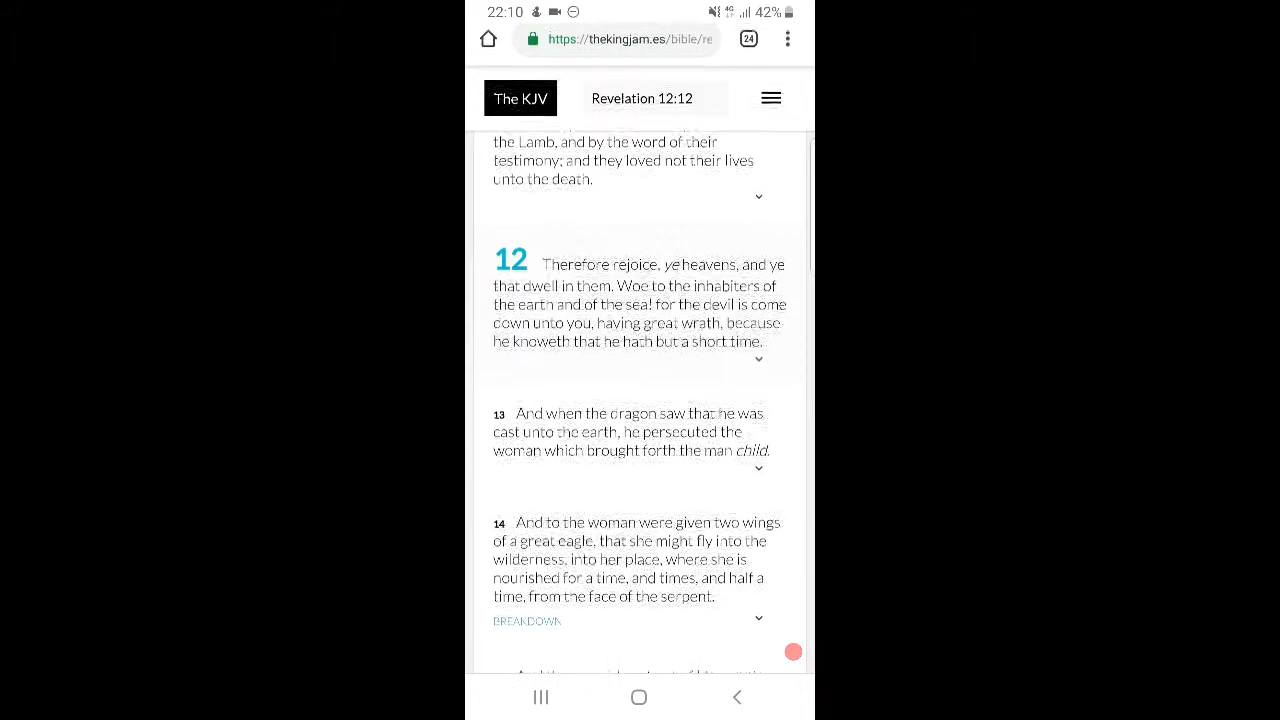 22:10 4G 42%
https://thekingjam.es/bible/re 24
The KJV Revelation 12:12
the Lamb, and by the word of their
testimony; and they loved not their lives
unto the death.
12 Therefore rejoice, ye heavens, and ye
that dwell in them. Woe to the inhabiters of
the earth and of the sea! for the devil is come
down unto you, having great wrath, because
he knoweth that he hath but a short time.
13 And when the dragon saw that he was
cast unto the earth, he persecuted the
woman which brought forth the man child.
14 And to the woman were given two wings
of a great eagle, that she might fly into the
wilderness, into her place, where she is
nourished for a time, and times, and half a
time, from the face of the serpent.
BREAKDOWN